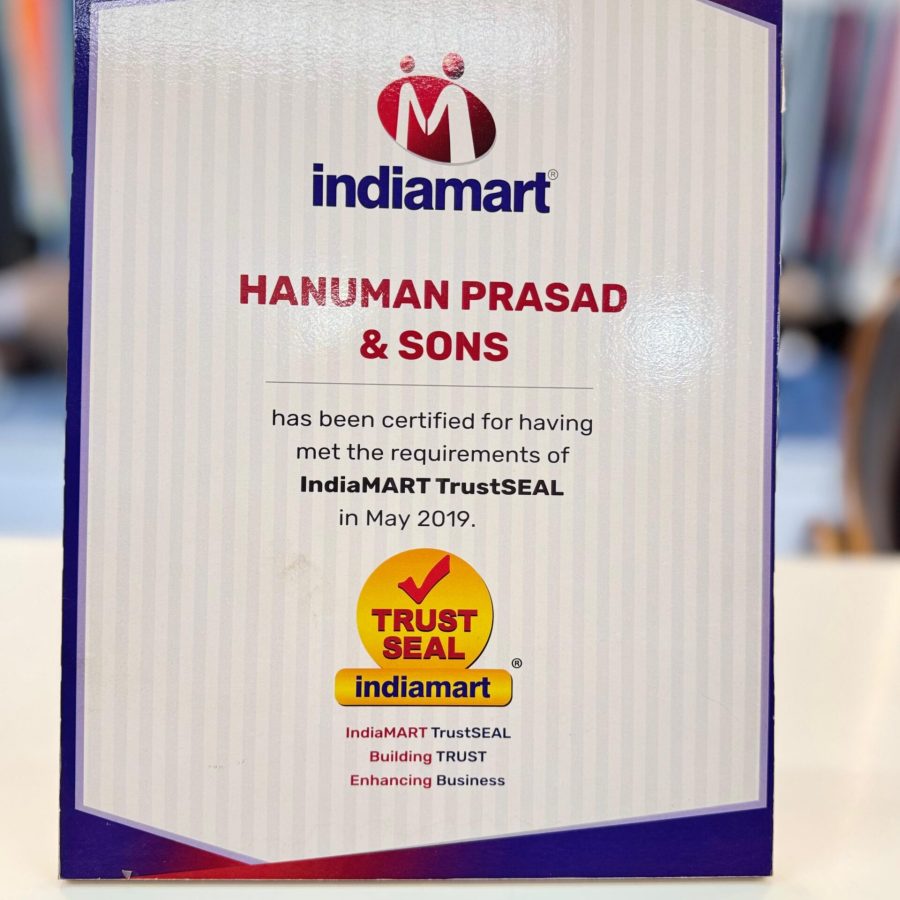 indiamart®
HANUMAN PRASAD
& SONS
has been certified for having
met the requirements of
IndiaMART TrustSEAL
in May 2019.
TRUST
SEAL
indiamart®
IndiaMART TrustSEAL
Building TRUST
Enhancing Business